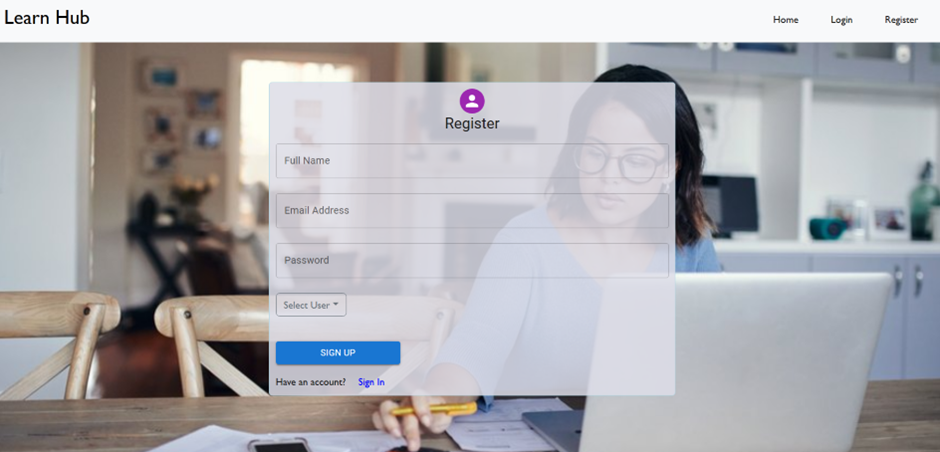 Learn Hub
Home Login Register
Register
Full Name
Email Address
Password
Select User
SIGN UP
Have an account? Sign In